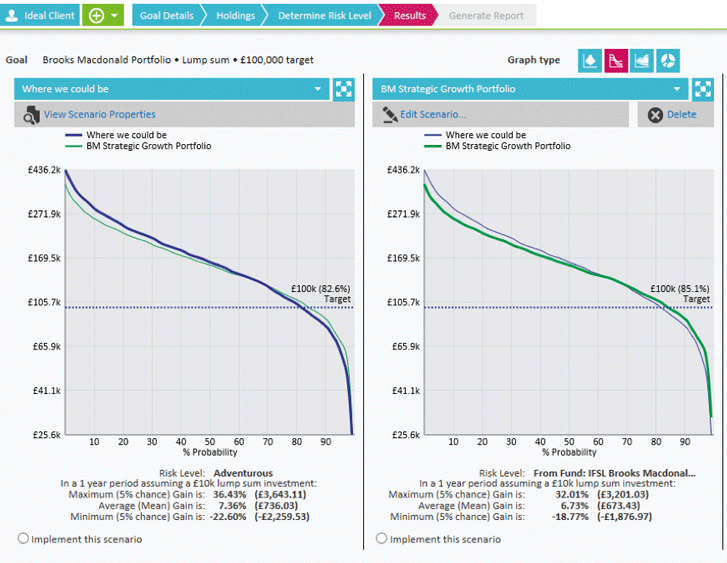 Ideal Client
Goal Details
Holdings
Determine Risk Level
Results
Generate Report
Goal Brooks Macdonald Portfolio • Lump sum • £100,000 target
Graph type
Where we could be
View Scenario Properties
Where we could be
BM Strategic Growth Portfolio
£436.2k
£271.9k
£169.5k
£105.7k
£65.9k
£41.1k
£25.6k
£100k (82.6%)
Target
10 20 30 40 50 60 70 80 90
% Probability
Risk Level: Adventurous
In a 1 year period assuming a £10k lump sum investment:
Maximum (5% chance) Gain is: 36.43% (£3,643.11)
Average (Mean) Gain is: 7.36% (£736.03)
Minimum (5% chance) Gain is: -22.60% (-£2,259.53)
Implement this scenario
BM Strategic Growth Portfolio
Edit Scenario...
Delete
Where we could be
BM Strategic Growth Portfolio
£436.2k
£271.9k
£169.5k
£105.7k
£65.9k
£41.1k
£25.6k
£100k (85.1%)
Target
10 20 30 40 50 60 70 80 90
% Probability
Risk Level: From Fund: IFSL Brooks Macdonal...
In a 1 year period assuming a £10k lump sum investment:
Maximum (5% chance) Gain is: 32.01% (£3,201.03)
Average (Mean) Gain is: 6.73% (£673.43)
Minimum (5% chance) Gain is: -18.77% (-£1,876.97)
Implement this scenario